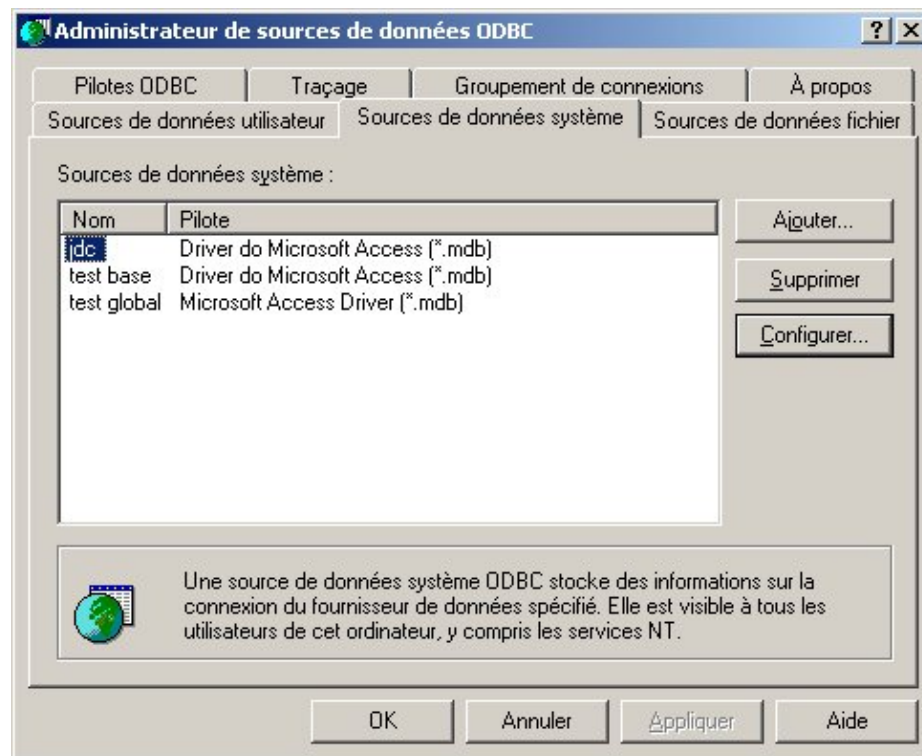 Administrateur de sources de données ODBC
Pilotes ODBC Traçage Groupement de connexions À propos
Sources de données utilisateur Sources de données système Sources de données fichier
Sources de données système :
Nom Pilote
jdc Driver do Microsoft Access (*.mdb)
test base Driver do Microsoft Access (*.mdb)
test global Microsoft Access Driver (*.mdb)
Ajouter...
Supprimer
Configurer...
Une source de données système ODBC stocke des informations sur la
connexion du fournisseur de données spécifié. Elle est visible à tous les
utilisateurs de cet ordinateur, y compris les services NT.
OK Annuler Appliquer Aide